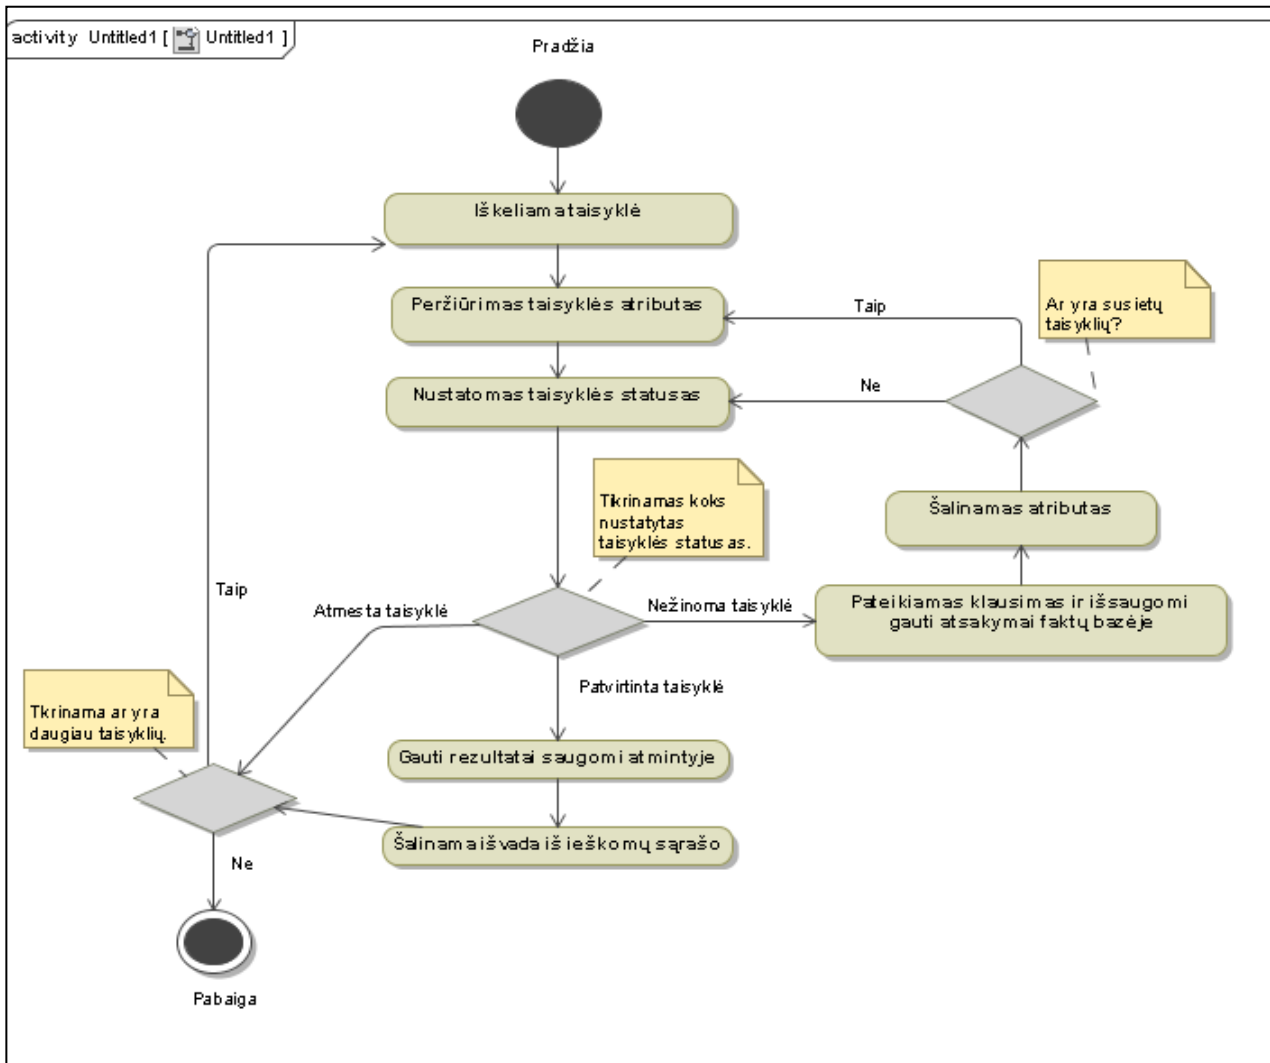 activity Untitled1 [ Untitled1 ]
Pradžia
Iškeliama taisyklė
Peržiūrimas taisyklės atributas
Taip
Ar yra susietų
taisyklių?
Nustatomas taisyklės statusas
Ne
Tikrinamas koks
nustatytas
taisyklės statusas.
Šalinamas atributas
Taip
Atmesta taisyklė
Nežinoma taisyklė
Pateikiamas klausimas ir išsaugomi
gauti atsakymai faktų bazėje
Patvirtinta taisyklė
Tkrinama ar yra
daugiau taisyklių.
Gauti rezultatai saugomi atmintyje
Šalinama išvada iš ieškomų sąrašo
Ne
Pabaiga